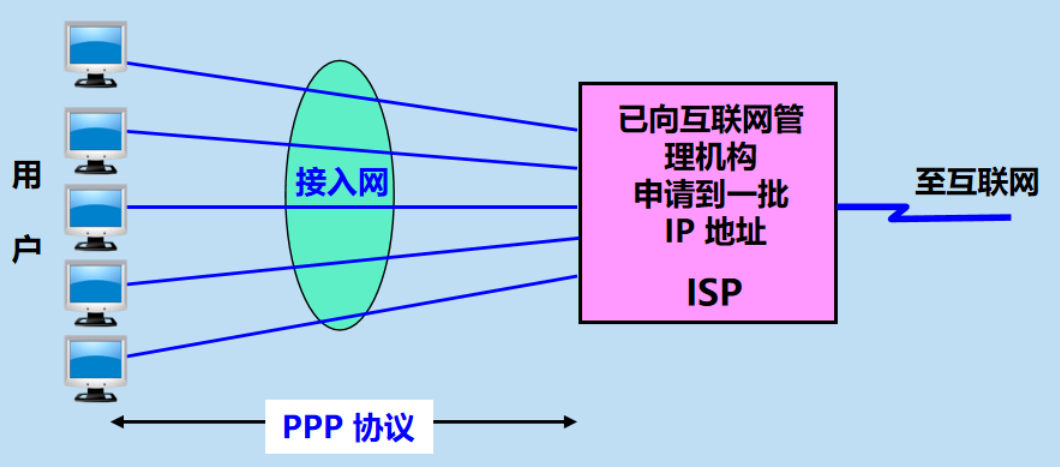 用户
接入网
已向互联网管
理机构
申请到一批
IP 地址
ISP
至互联网
PPP 协议